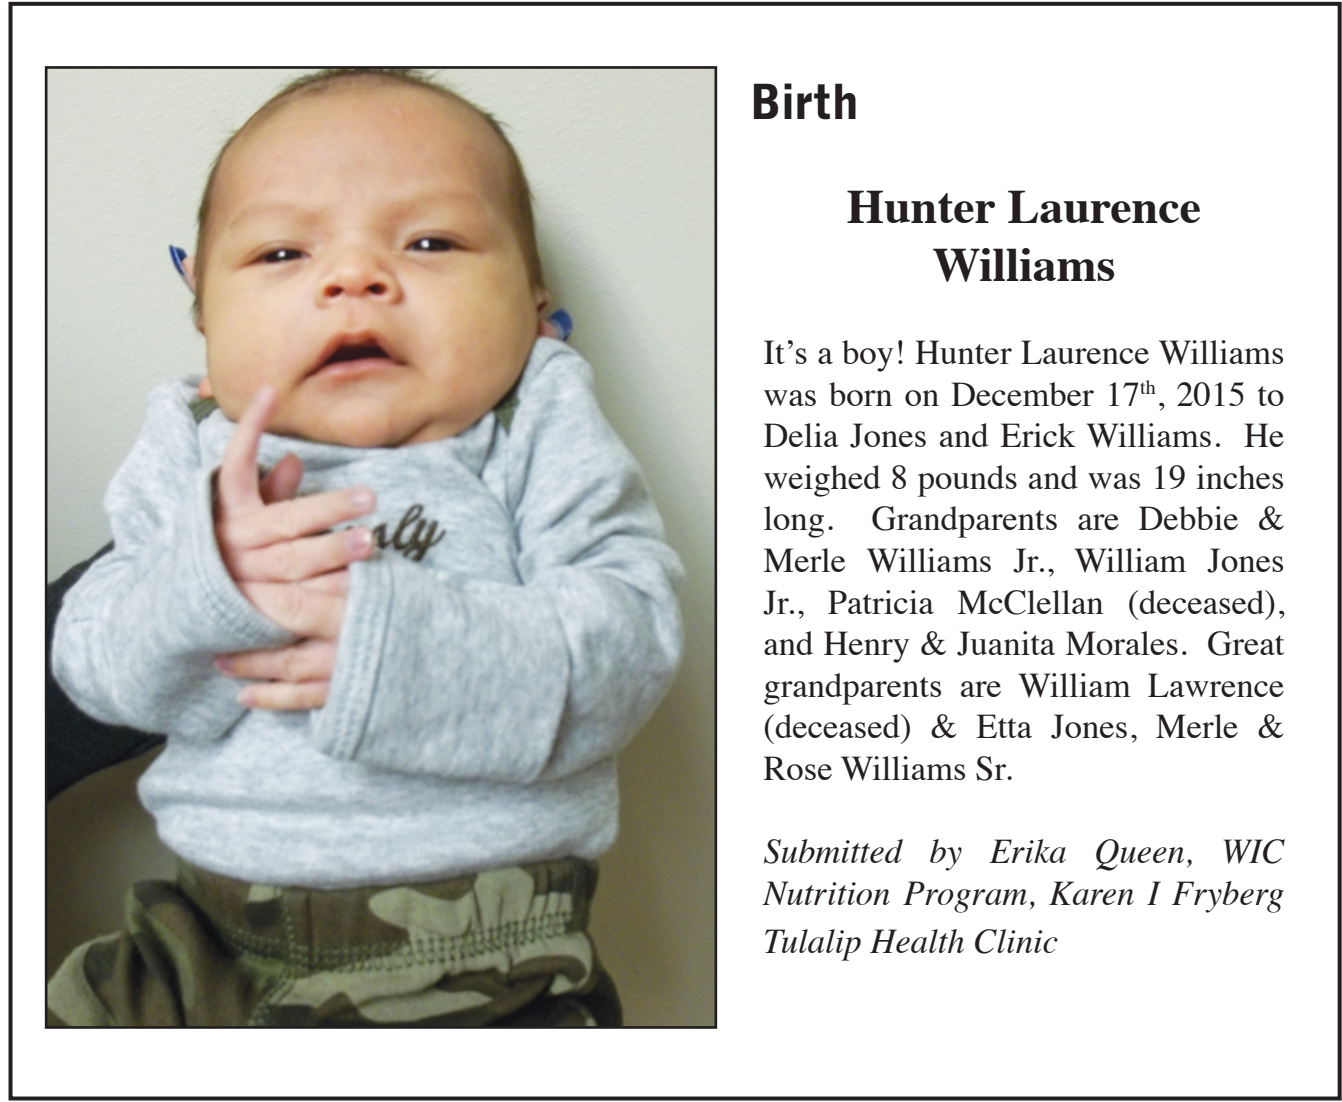 Birth
Hunter Laurence
Williams
It's a boy! Hunter Laurence Williams
was born on December 17th, 2015 to
Delia Jones and Erick Williams. He
weighed 8 pounds and was 19 inches
long. Grandparents are Debbie &
Merle Williams Jr., William Jones
Jr., Patricia McClellan (deceased),
and Henry & Juanita Morales. Great
grandparents are William Lawrence
(deceased) & Etta Jones, Merle &
Rose Williams Sr.
Submitted by Erika Queen, WIC
Nutrition Program, Karen I Fryberg
Tulalip Health Clinic